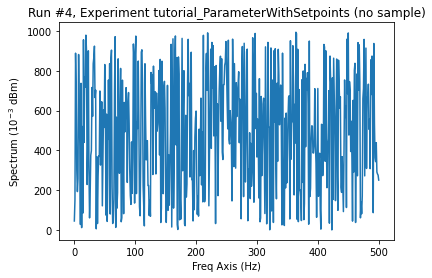 Run #4, Experiment tutorial_ParameterWithSetpoints (no sample)
1000
800
600
400
200
0
Spectrum (10⁻³ dBm)
0 100 200 300 400 500
Freq Axis (Hz)